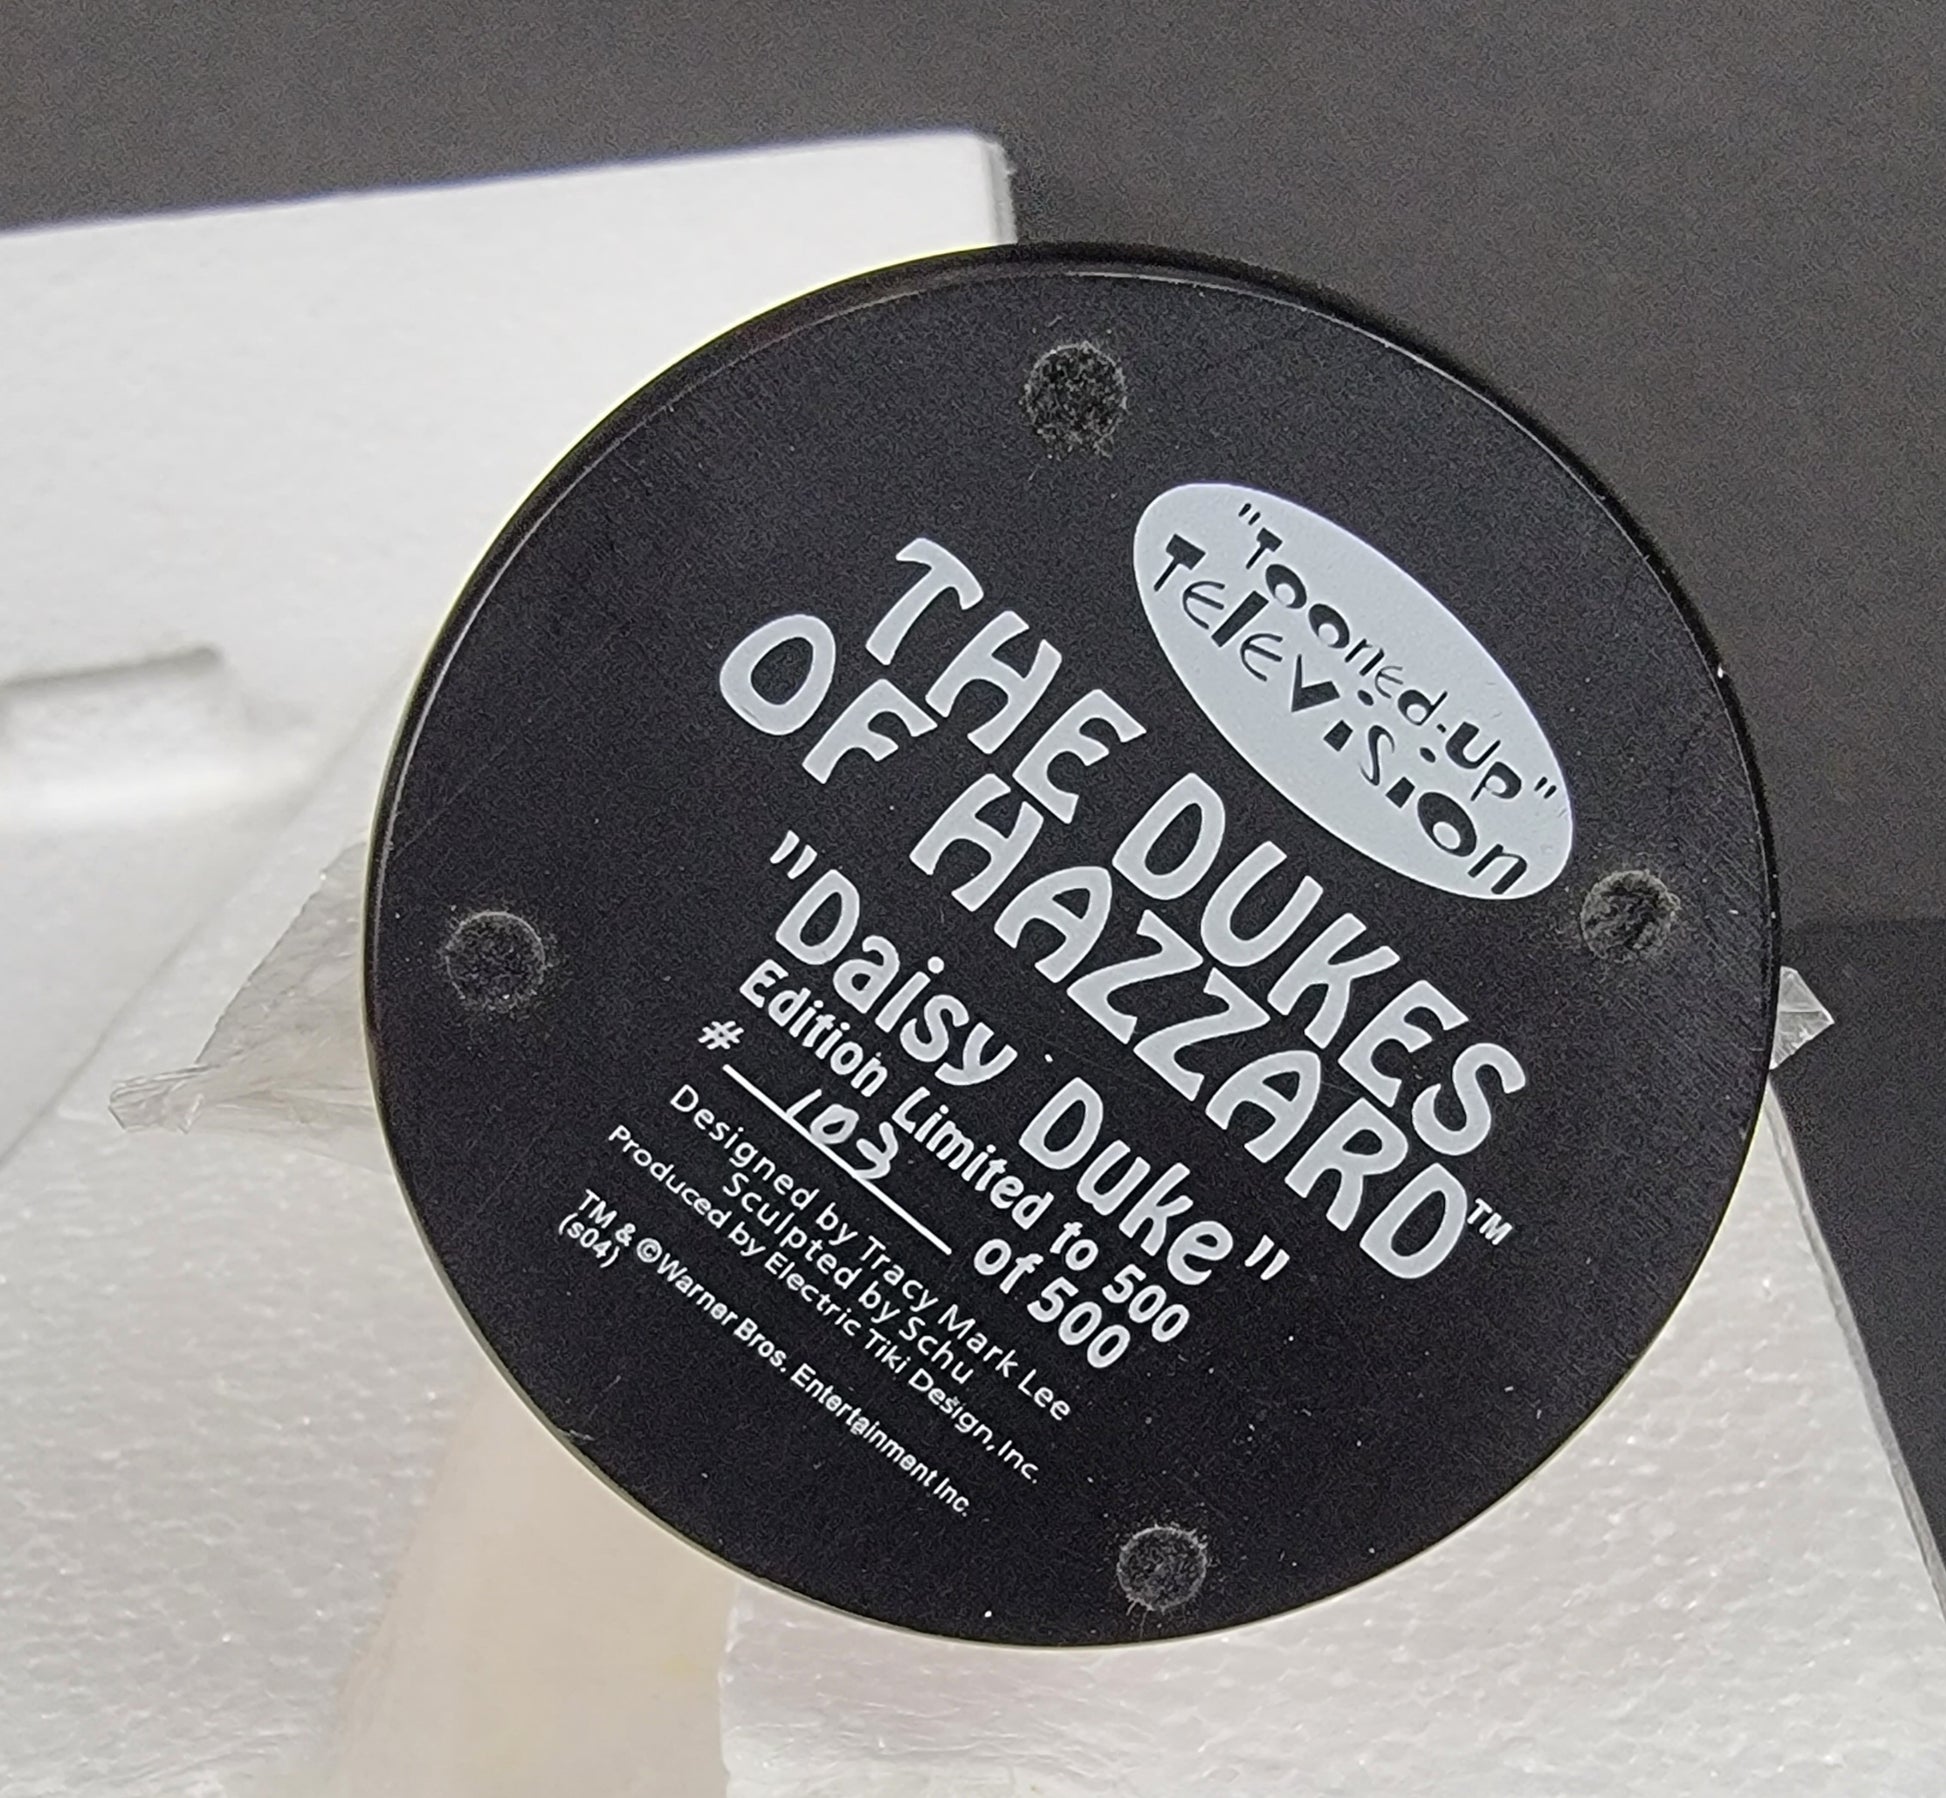 "Tooned-Up"
Television
THE DUKES
OF HAZZARD™
"Daisy Duke"
Edition Limited to 500
# 103 of 500
Designed by Tracy Mark Lee
Sculpted by Schu
Produced by Electric Tiki Design, Inc.
TM & ©Warner Bros. Entertainment Inc.
(s04)